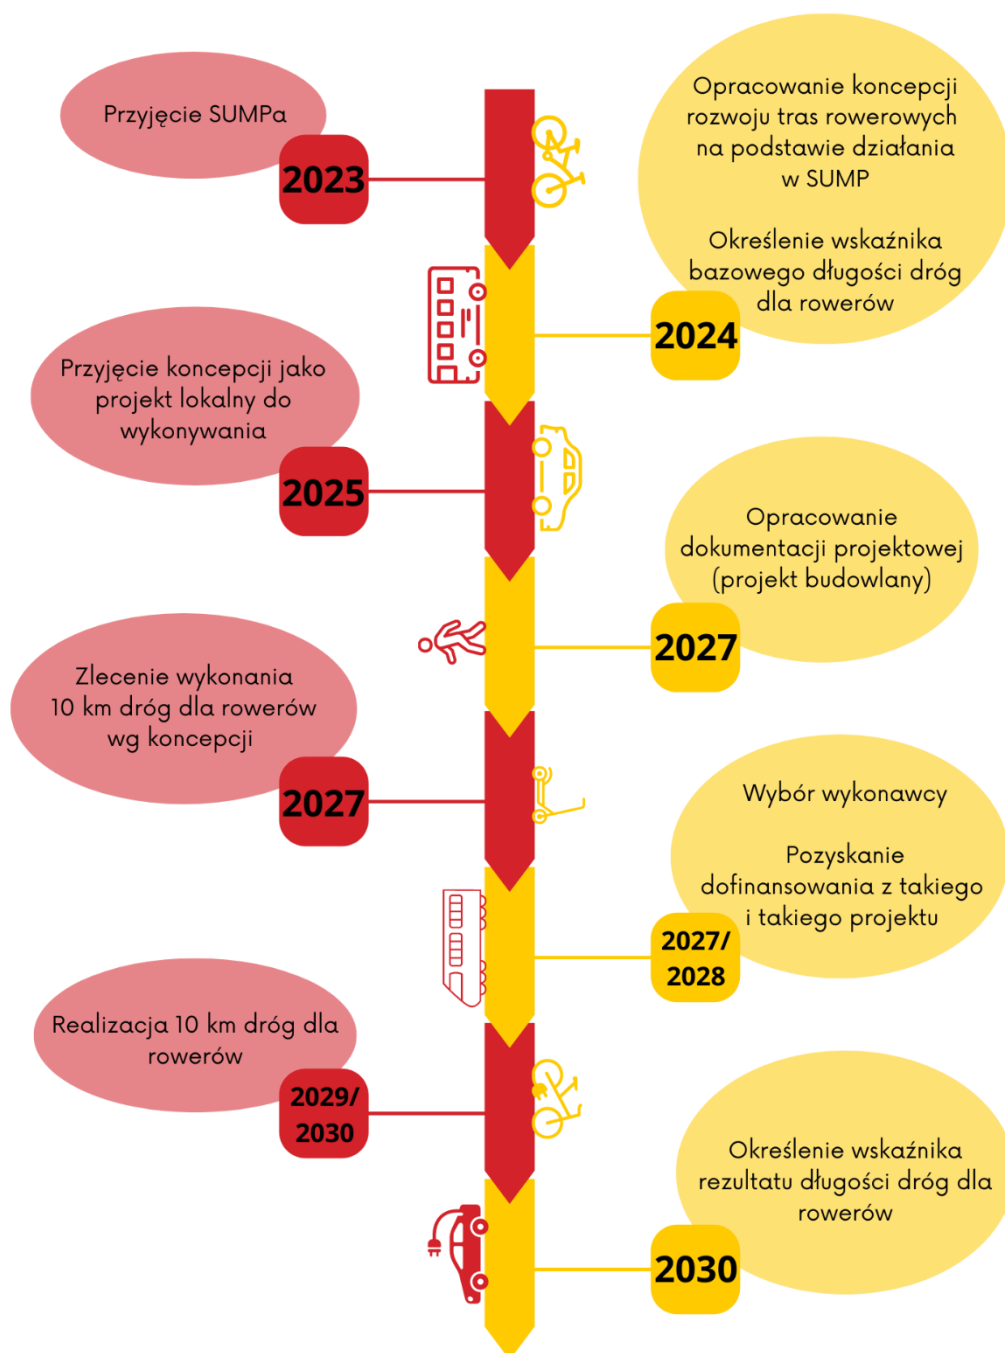 Przyjęcie SUMPa
2023
Opracowanie koncepcji
rozwoju tras rowerowych
na podstawie działania
w SUMP
Określenie wskaźnika
bazowego długości dróg
dla rowerów
2024
Przyjęcie koncepcji jako
projekt lokalny do
wykonywania
2025
Opracowanie
dokumentacji projektowej
(projekt budowlany)
2027
Zlecenie wykonania
10 km dróg dla rowerów
wg koncepcji
2027
Wybór wykonawcy
Pozyskanie
dofinansowania z takiego
i takiego projektu
2027/
2028
Realizacja 10 km dróg dla
rowerów
2029/
2030
Określenie wskaźnika
rezultatu długości dróg dla
rowerów
2030